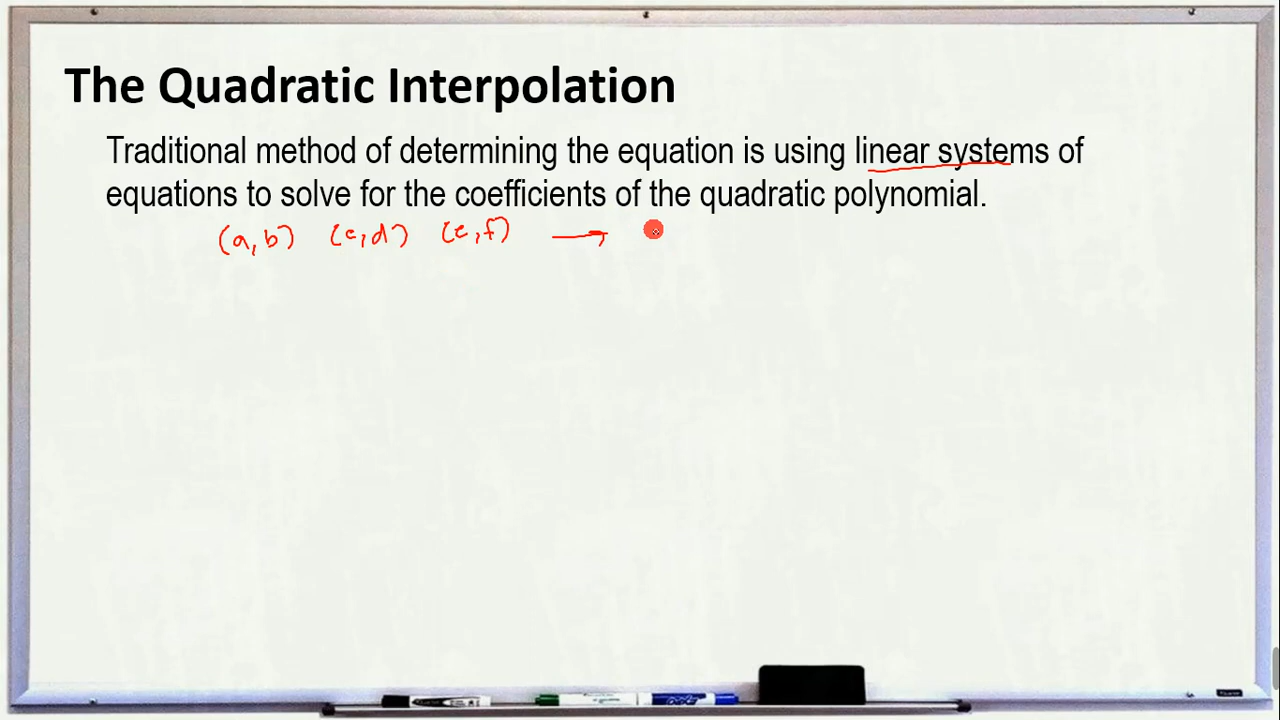 The Quadratic Interpolation
Traditional method of determining the equation is using linear systems of
equations to solve for the coefficients of the quadratic polynomial.
(a,b) (c,d) (e,f) →